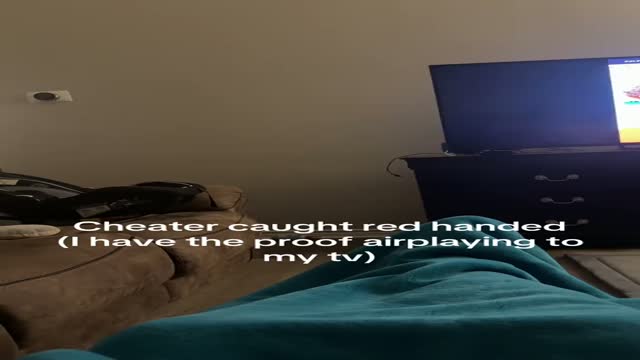 Cheater caught red handed
(I have the proof airplaying to
my tv)